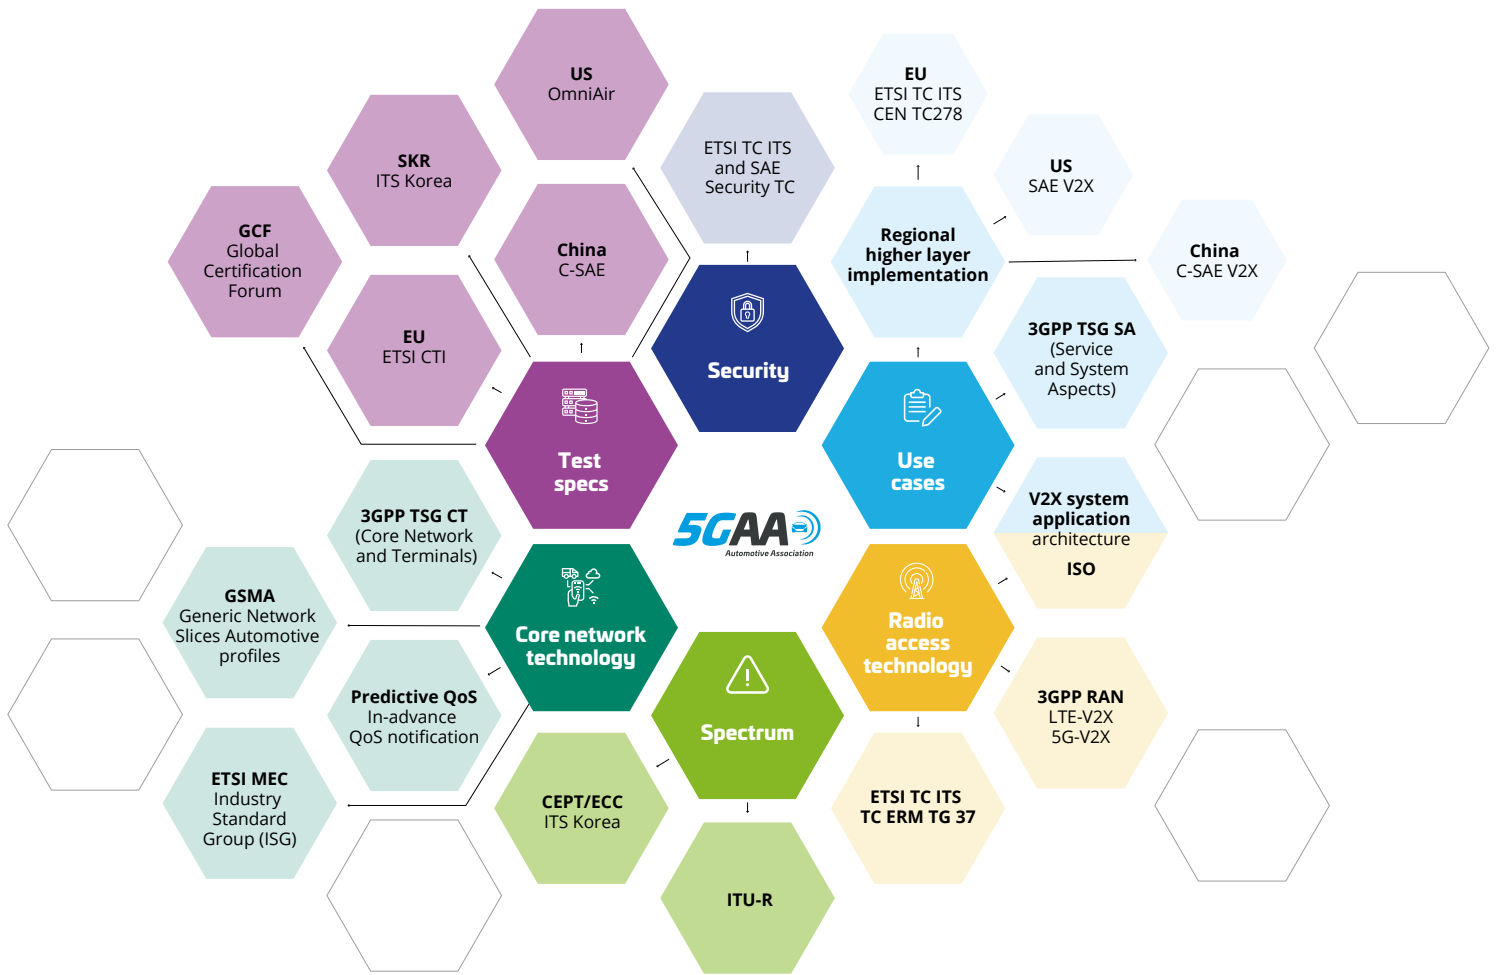 US
OmniAir
SKR
ITS Korea
GCF
Global
Certification
Forum
China
C-SAE
EU
ETSI CTI
Test
specs
ETSI TC ITS
and SAE
Security TC
Security
EU
ETSI TC ITS
CEN TC278
US
SAE V2X
China
C-SAE V2X
Regional
higher layer
implementation
3GPP TSG SA
(Service
and System
Aspects)
Use
cases
V2X system
application
architecture
ISO
5GAA
Automotive Association
3GPP TSG CT
(Core Network
and Terminals)
GSMA
Generic Network
Slices Automotive
profiles
Predictive QoS
In-advance
QoS notification
ETSI MEC
Industry
Standard
Group (ISG)
Core network
technology
Radio
access
technology
3GPP RAN
LTE-V2X
5G-V2X
ETSI TC ITS
TC ERM TG 37
Spectrum
CEPT/ECC
ITS Korea
ITU-R